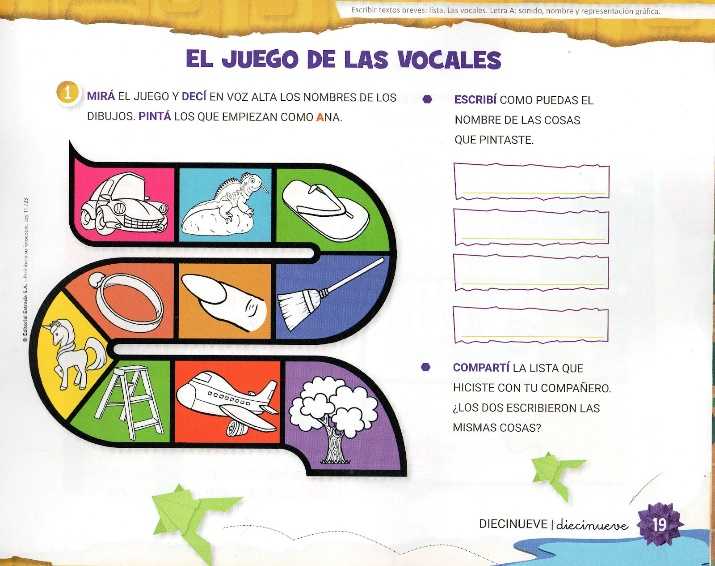 Escribir textos breves: lista. Las vocales. Letra A: sonido, nombre y representación gráfica.
EL JUEGO DE LAS VOCALES
1
MIRÁ EL JUEGO Y DECÍ EN VOZ ALTA LOS NOMBRES DE LOS
DIBUJOS. PINTÁ LOS QUE EMPIEZAN COMO ANA.
ESCRIBÍ COMO PUEDAS EL
NOMBRE DE LAS COSAS
QUE PINTASTE.
COMPARTÍ LA LISTA QUE
HICISTE CON TU COMPAÑERO.
¿LOS DOS ESCRIBIERON LAS
MISMAS COSAS?
© Editorial Estrada S.A. - Prohibida su fotocopia. Ley 11.723
DIECINUEVE | diecinueve 19